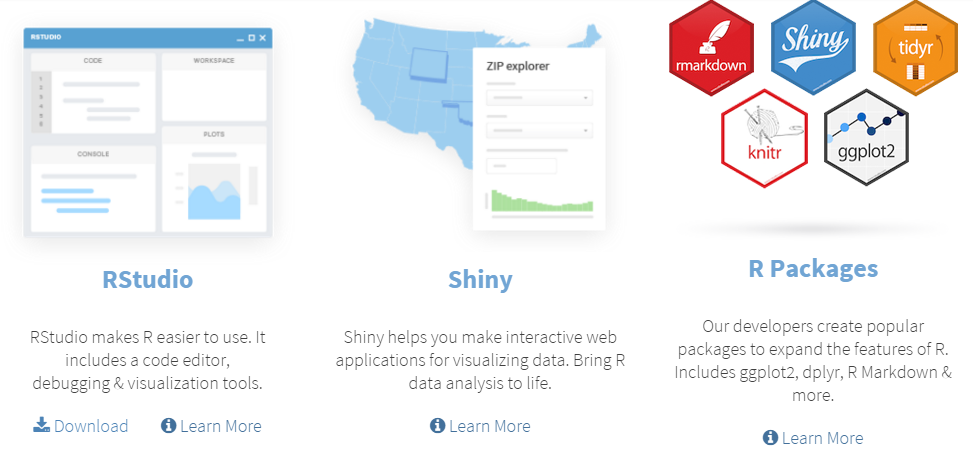 RSTUDIO
CODE
WORKSPACE
1
2
3
4
5
6
PLOTS
CONSOLE
RStudio
RStudio makes R easier to use. It
includes a code editor,
debugging & visualization tools.
Download
Learn More
ZIP explorer
Shiny
Shiny helps you make interactive web
applications for visualizing data. Bring R
data analysis to life.
Learn More
rmarkdown
Shiny
tidyr
knitr
ggplot2
R Packages
Our developers create popular
packages to expand the features of R.
Includes ggplot2, dplyr, R Markdown &
more.
Learn More